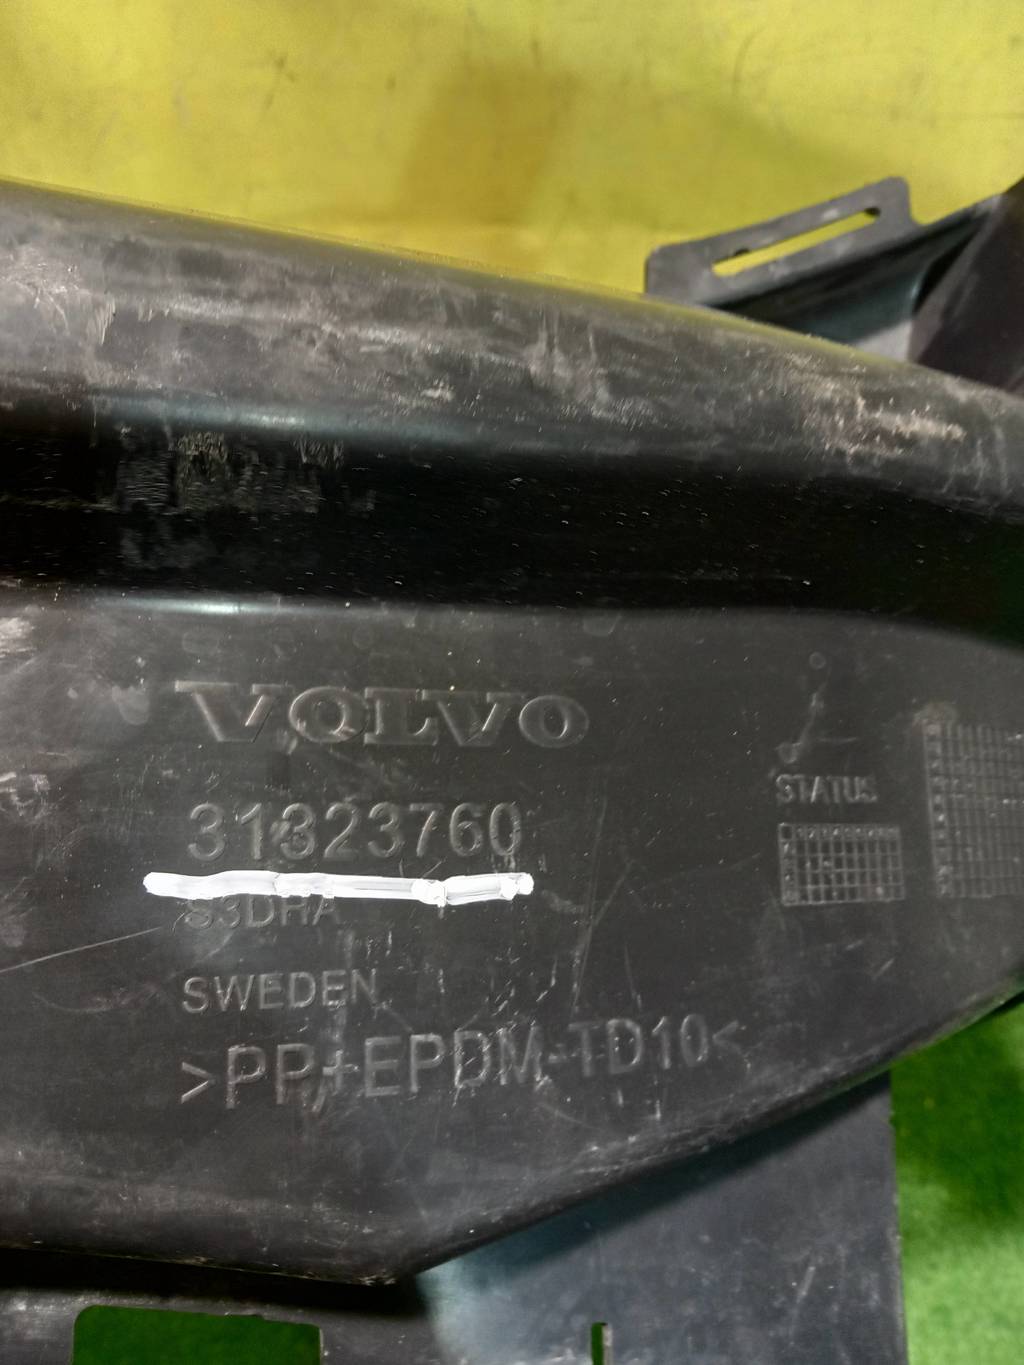 VOLVO
31323760
STATUS
S3DRA
SWEDEN
>PP+EPDM-TD10<